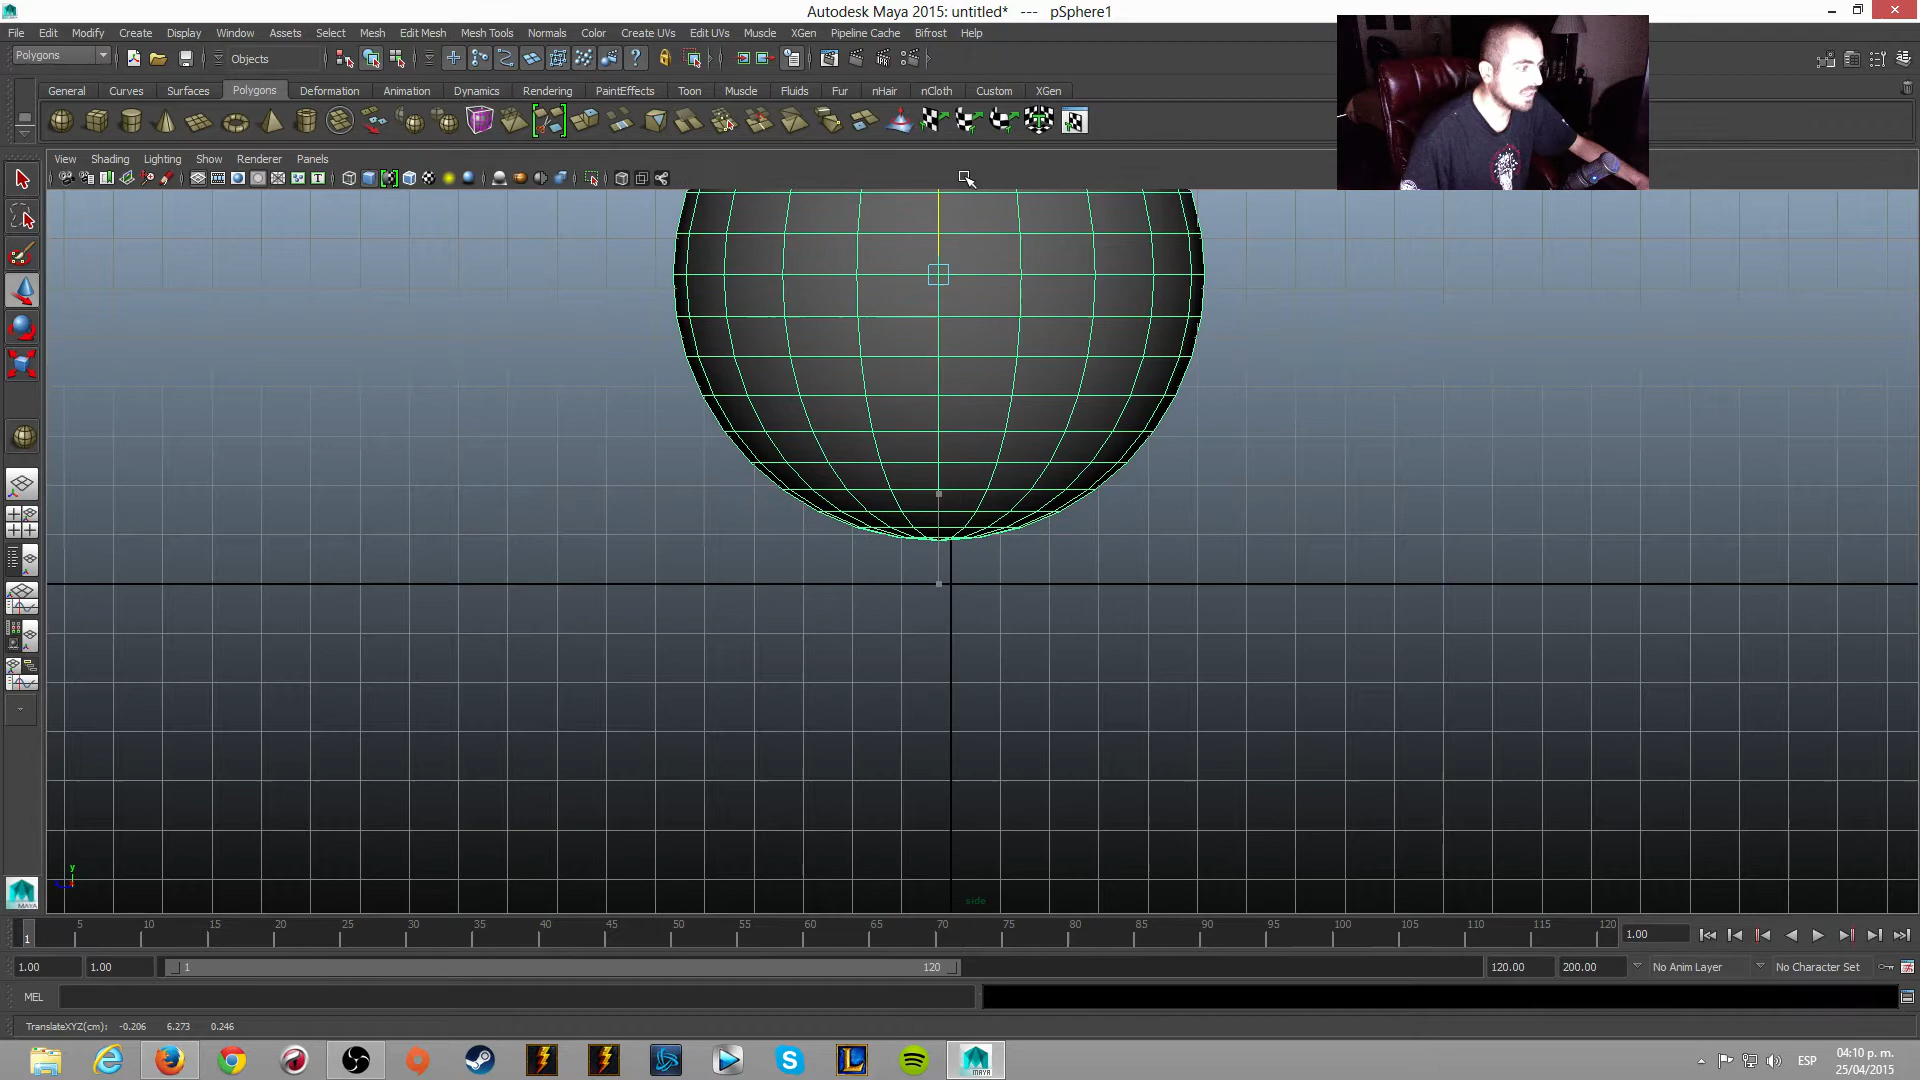 Autodesk Maya 2015: untitled* --- pSphere1
File Edit Modify Create Display Window Assets Select Mesh Edit Mesh Mesh Tools Normals Color Create UVs Edit UVs Muscle XGen Pipeline Cache Bifrost Help
Polygons Objects
General Curves Surfaces Polygons Deformation Animation Dynamics Rendering PaintEffects Toon Muscle Fluids Fur nHair nCloth Custom XGen
View Shading Lighting Show Renderer Panels
y
side
5 10 15 20 25 30 35 40 45 50 55 60 65 70 75 80 85 90 95 100 105 110 115 120
1 1.00
1.00 1.00 1 120 120.00 200.00 No Anim Layer No Character Set
MEL
TranslateXYZ(cm): -0.206 6.273 0.246
MAYA
ESP 04:10 p. m.
25/04/2015